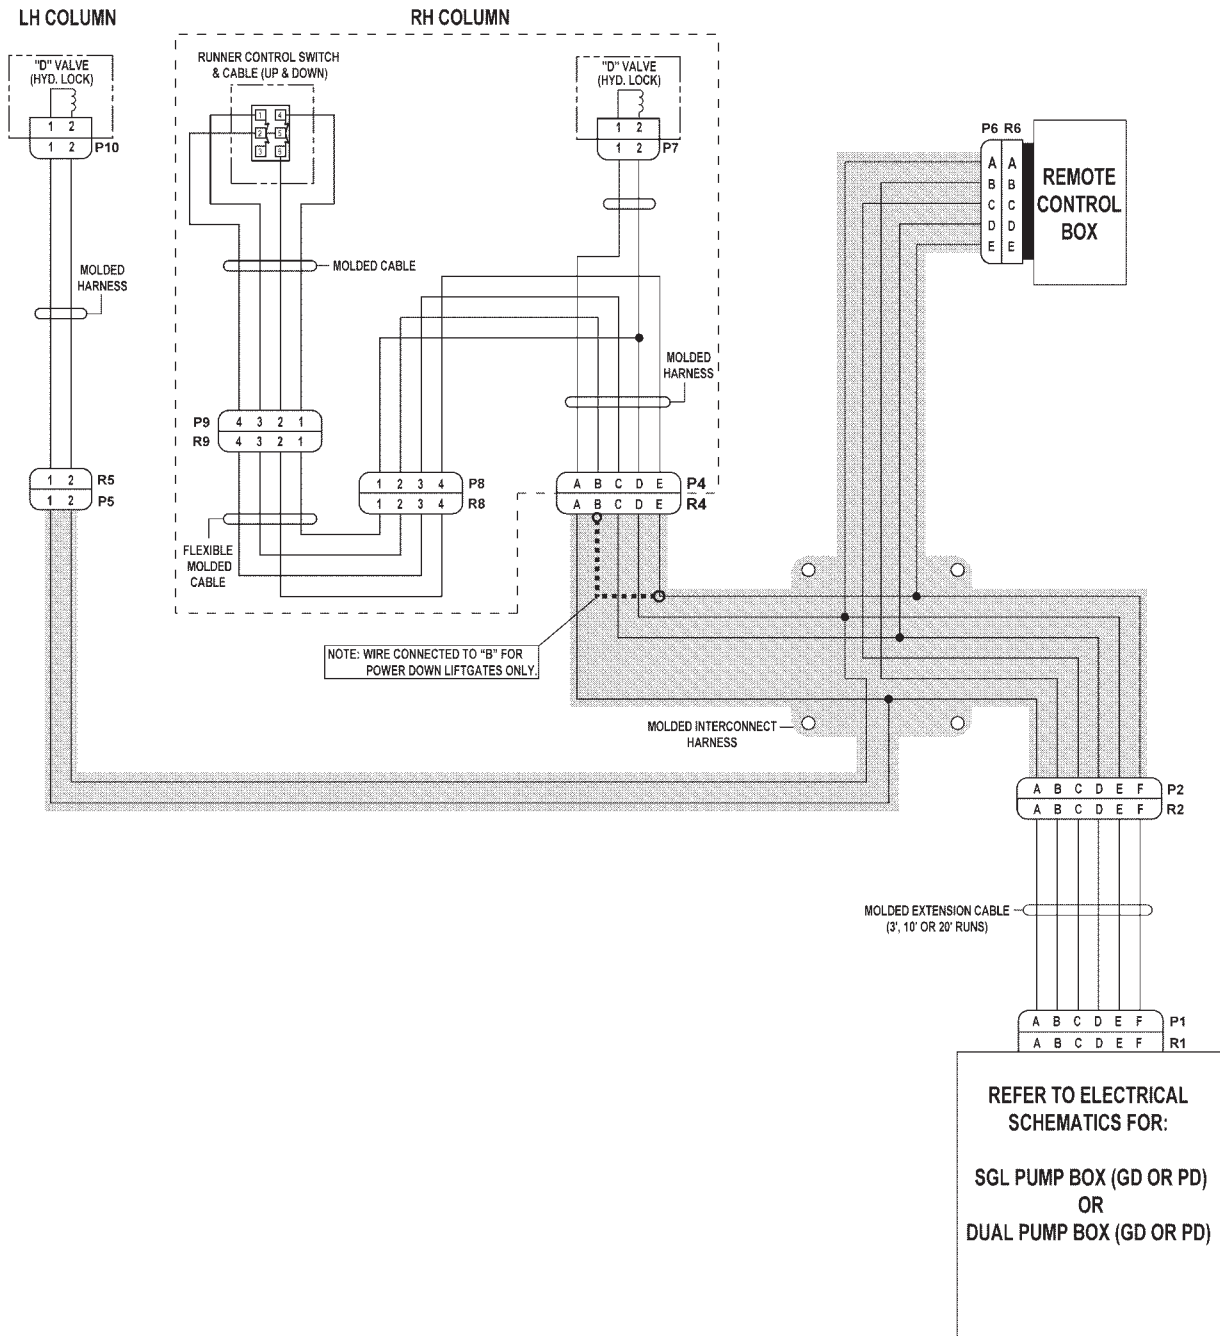 LH COLUMN
RH COLUMN
"D" VALVE
(HYD. LOCK)
1 2
1 2 P10
RUNNER CONTROL SWITCH
& CABLE (UP & DOWN)
1 4
2 5
3 6
"D" VALVE
(HYD. LOCK)
1 2
1 2 P7
P6 R6
A A
B B
C C
D D
E E
REMOTE
CONTROL
BOX
MOLDED
HARNESS
MOLDED CABLE
MOLDED
HARNESS
P9 4 3 2 1
R9 4 3 2 1
1 2 R5
1 2 P5
1 2 3 4 P8
1 2 3 4 R8
A B C D E P4
A B C D E R4
FLEXIBLE
MOLDED
CABLE
NOTE: WIRE CONNECTED TO “B” FOR
POWER DOWN LIFTGATES ONLY.
MOLDED INTERCONNECT
HARNESS
A B C D E F P2
A B C D E F R2
MOLDED EXTENSION CABLE
(3', 10' OR 20' RUNS)
A B C D E F P1
A B C D E F R1
REFER TO ELECTRICAL
SCHEMATICS FOR:
SGL PUMP BOX (GD OR PD)
OR
DUAL PUMP BOX (GD OR PD)